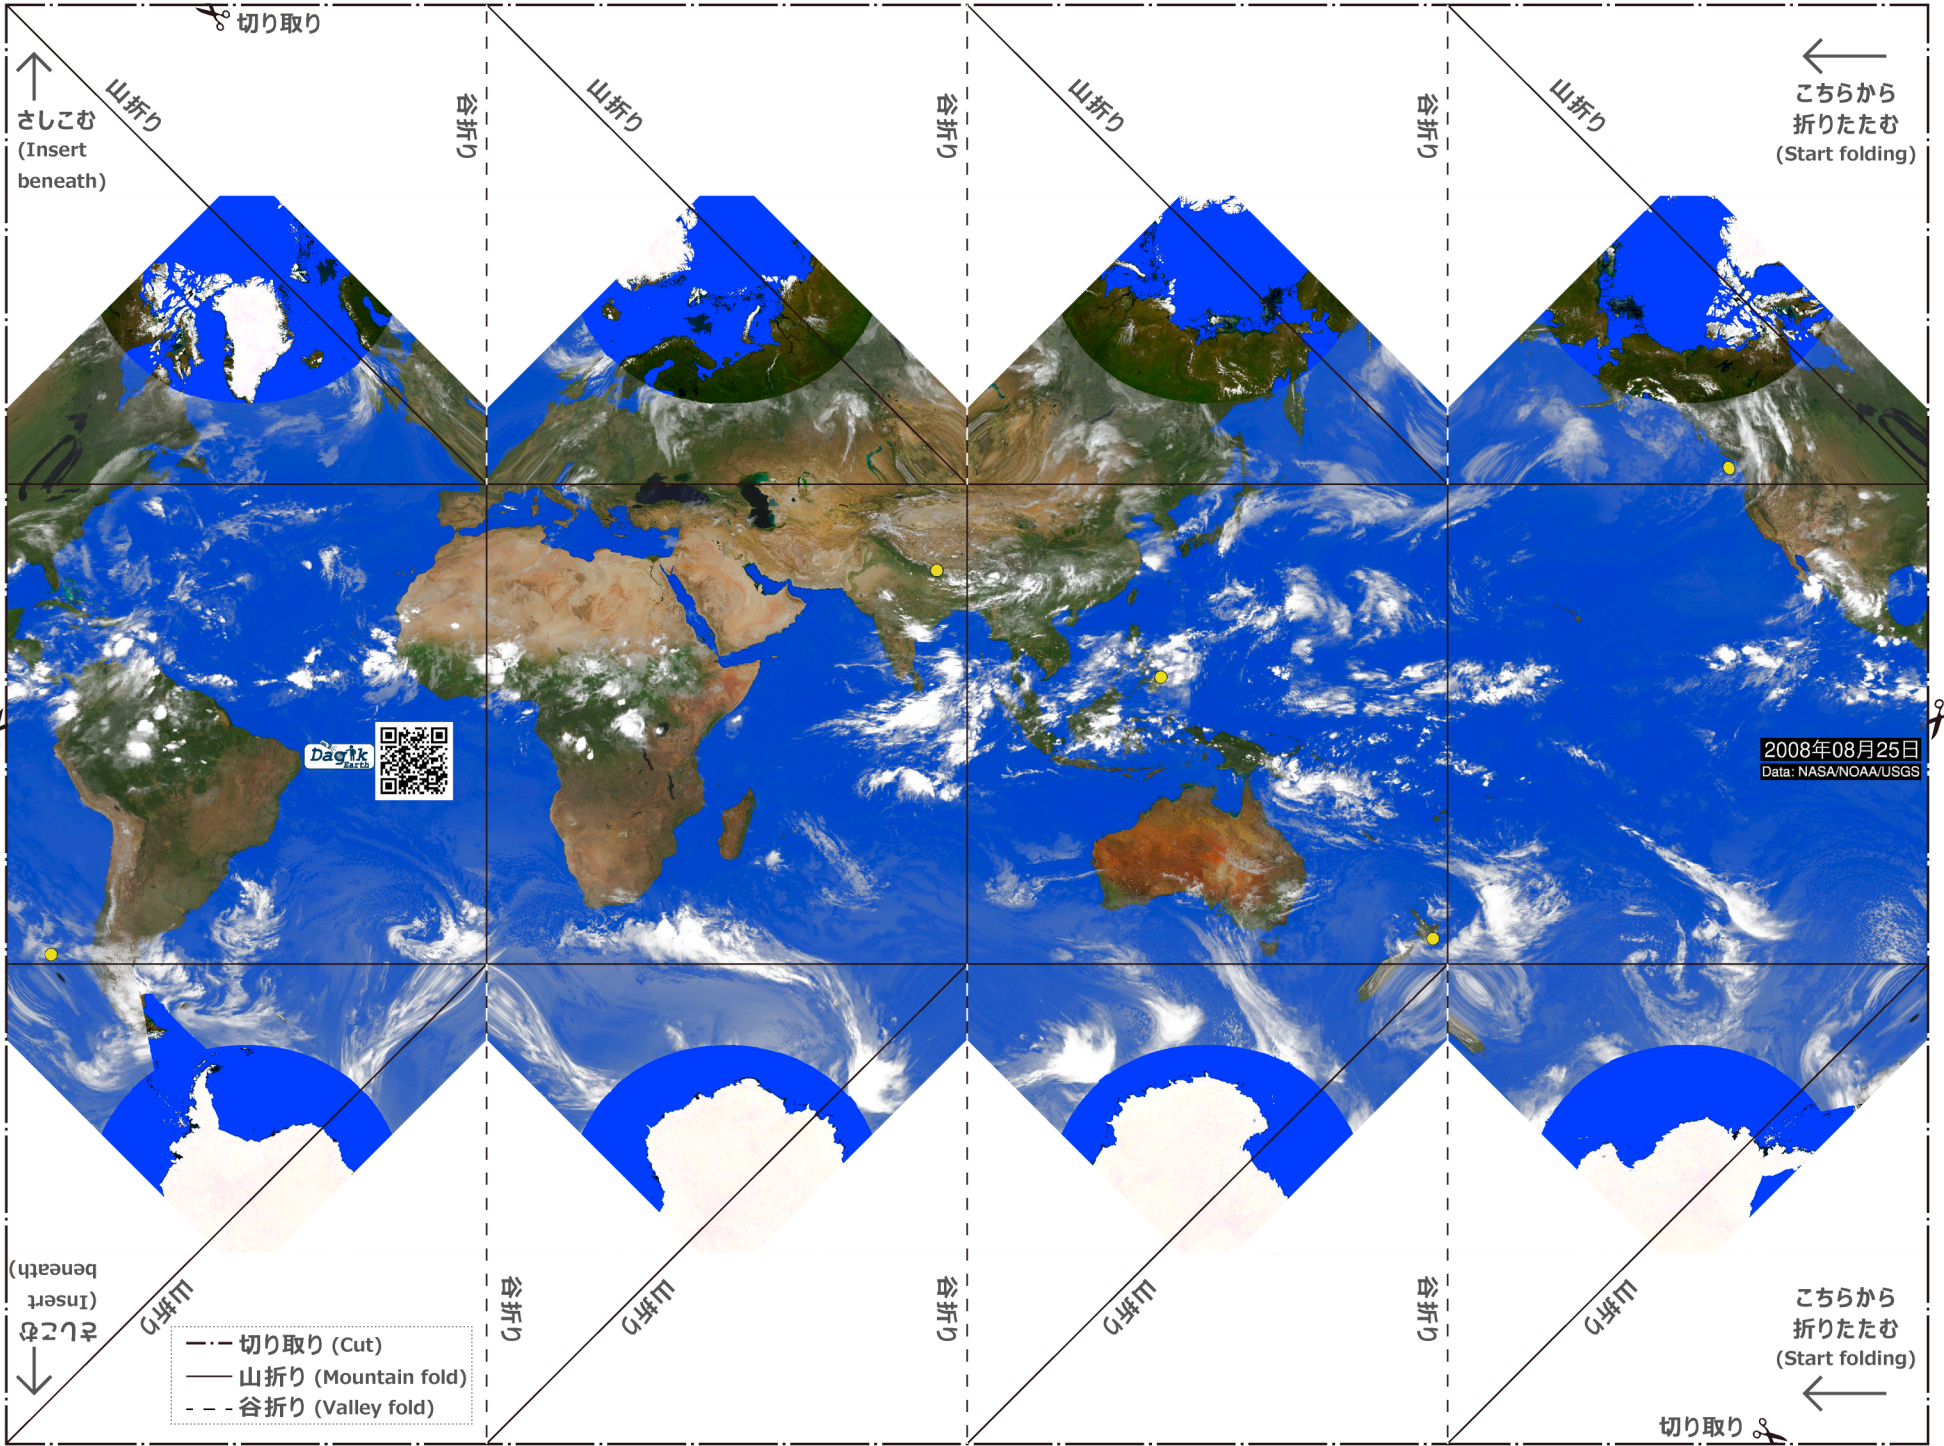 切り取り
さしこむ
(Insert
beneath)
山折り
谷折り
山折り
谷折り
山折り
谷折り
山折り
こちらから
折りたたむ
(Start folding)
Dagik
Earth
2008年08月25日
Data: NASA/NOAA/USGS
さしこむ
(Insert
beneath)
山折り
谷折り
山折り
谷折り
山折り
谷折り
山折り
こちらから
折りたたむ
(Start folding)
切り取り (Cut)
山折り (Mountain fold)
谷折り (Valley fold)
切り取り